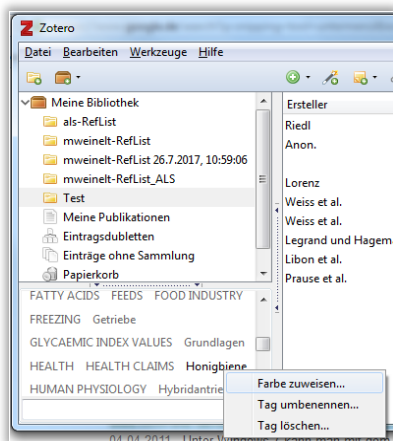 Zotero
Datei Bearbeiten Werkzeuge Hilfe
Meine Bibliothek
als-RefList
mweinelt-RefList
mweinelt-RefList 26.7.2017, 10:59:06
mweinelt-RefList_ALS
Test
Meine Publikationen
Eintragsdubletten
Einträge ohne Sammlung
Papierkorb
Ersteller
Riedl
Anon.
Lorenz
Weiss et al.
Weiss et al.
Legrand und Hagem
Libon et al.
Prause et al.
FATTY ACIDS FEEDS FOOD INDUSTRY
FREEZING Getriebe
GLYCAEMIC INDEX VALUES Grundlagen
HEALTH HEALTH CLAIMS Honigbiene
HUMAN PHYSIOLOGY Hybridantrie
Farbe zuweisen...
Tag umbenennen...
Tag löschen...